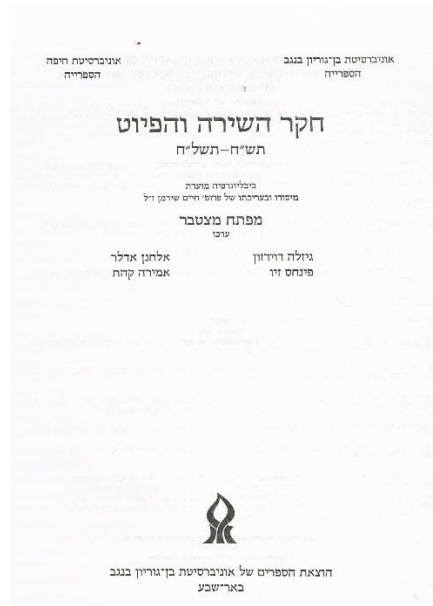 אוניברסיטת בן־גוריון בנגב
הספרייה
אוניברסיטת חיפה
הספרייה
חקר השירה והפיוט
תש״ח–תשל״ח
ביבליוגרפיה מוערת
מיסודו ובעריכתו של פרופ׳ חיים שירמן ז״ל
מפתח מצטבר
ערכו
גיזלה דוידזון
אלחנן אדלר
פינחס זיו
אמירה קהת
הוצאת הספרים של אוניברסיטת בן־גוריון בנגב
באר־שבע